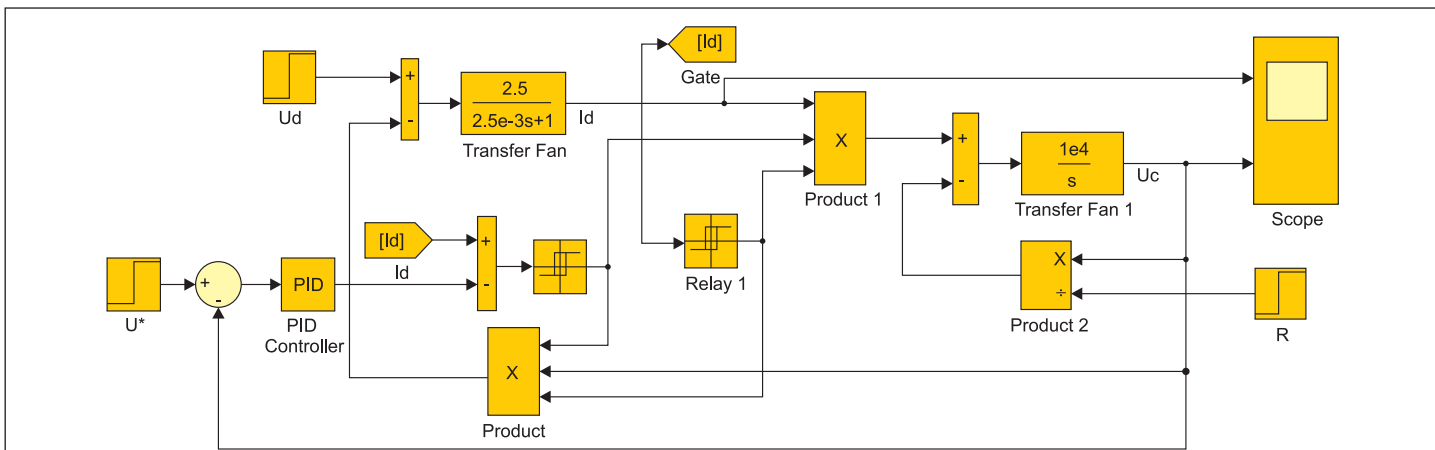 [Id]
Gate
+
-
Ud
2.5
2.5e-3s+1
Id
Transfer Fan
X
Product 1
+
-
1e4
s
Uc
Transfer Fan 1
Scope
[Id]
Id
+
-
Relay 1
X
÷
Product 2
R
U*
+
-
PID
PID
Controller
X
Product